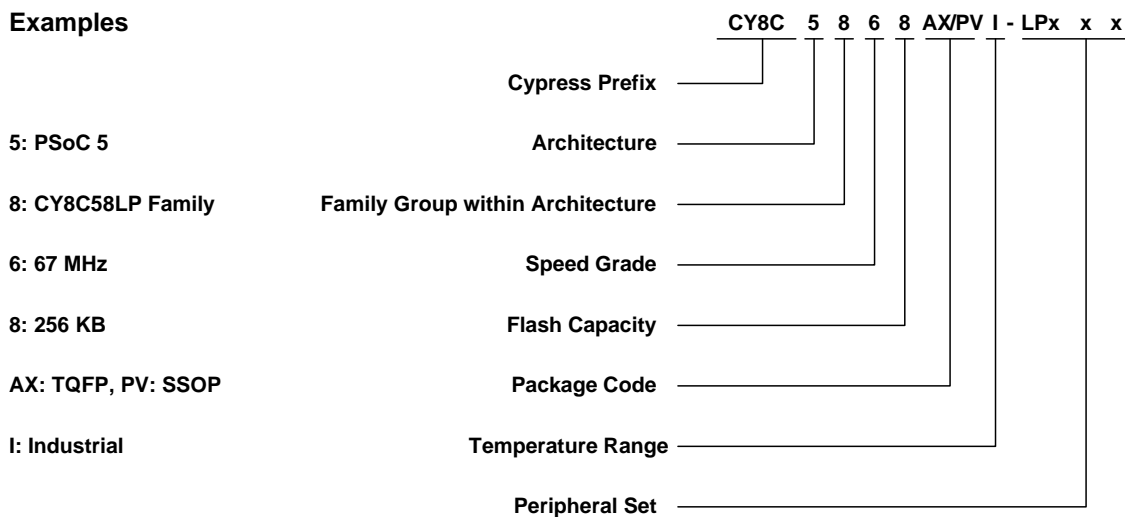 Examples CY8C 5 8 6 8 AX/PV I - LPx x x
Cypress Prefix
5: PSoC 5 Architecture
8: CY8C58LP Family Family Group within Architecture
6: 67 MHz Speed Grade
8: 256 KB Flash Capacity
AX: TQFP, PV: SSOP Package Code
I: Industrial Temperature Range
Peripheral Set